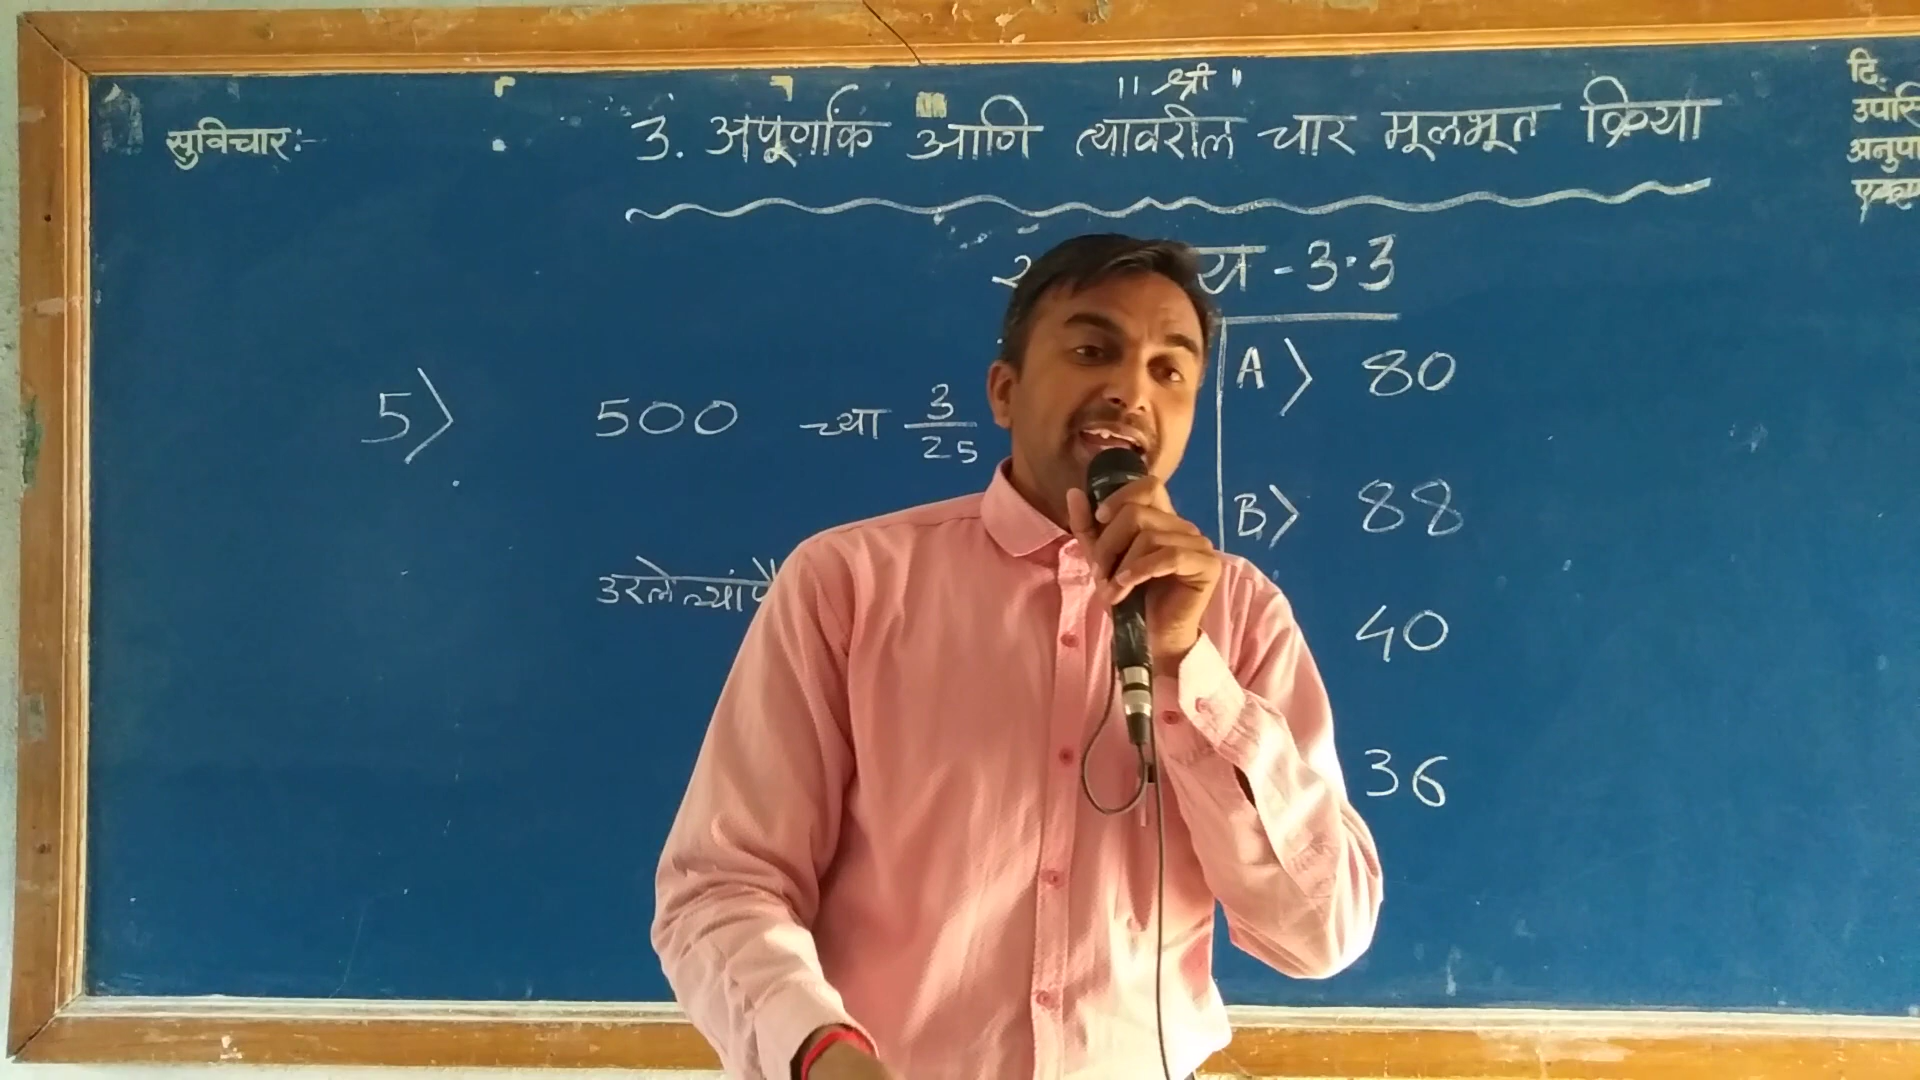 ॥ श्री ॥
सुविचारः-
3. अपूर्णांक आणि त्यावरील चार मूलभूत क्रिया
दि.
- 3.3
5) 500 च्या 3/25
A) 80
B) 88
उरलेल्यां
40
36